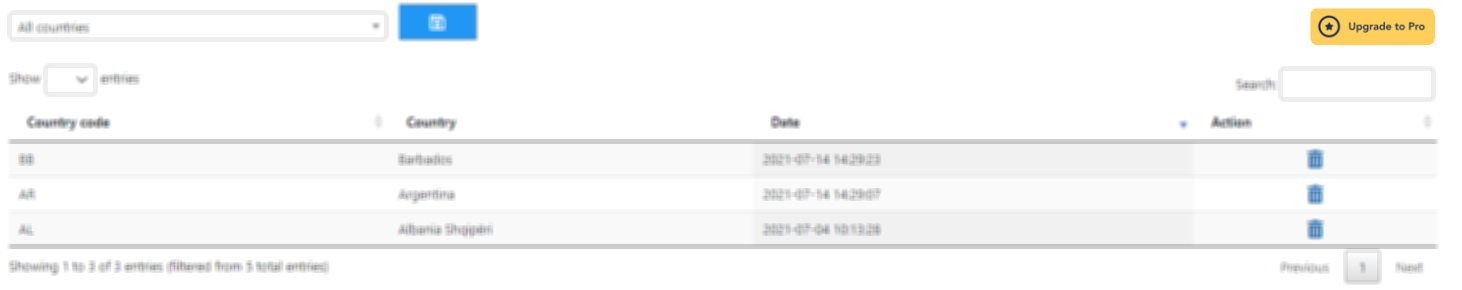 All countries
Upgrade to Pro
Show entries
Search:
Country code Country Date Action
BB Barbados 2021-07-14 14:29:23
AR Argentina 2021-07-14 14:29:07
AL Albania Shqipëri 2021-07-04 10:13:28
Showing 1 to 3 of 3 entries (filtered from 5 total entries)
Previous 1 Next